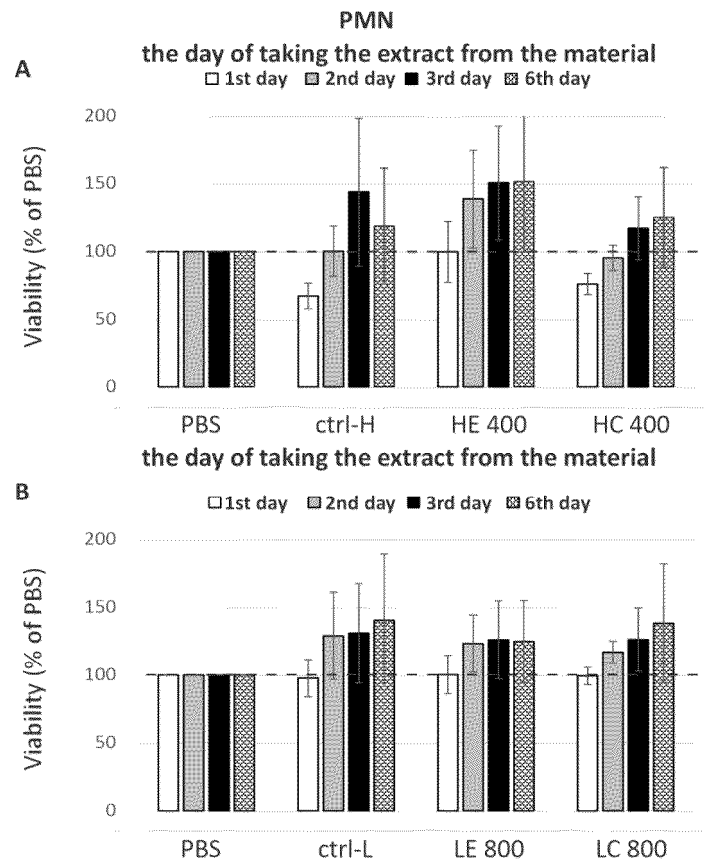 PMN
the day of taking the extract from the material
A
1st day 2nd day 3rd day 6th day
Viability (% of PBS)
200
150
100
50
0
PBS ctrl-H HE 400 HC 400
the day of taking the extract from the material
B
1st day 2nd day 3rd day 6th day
Viability (% of PBS)
200
150
100
50
0
PBS ctrl-L LE 800 LC 800